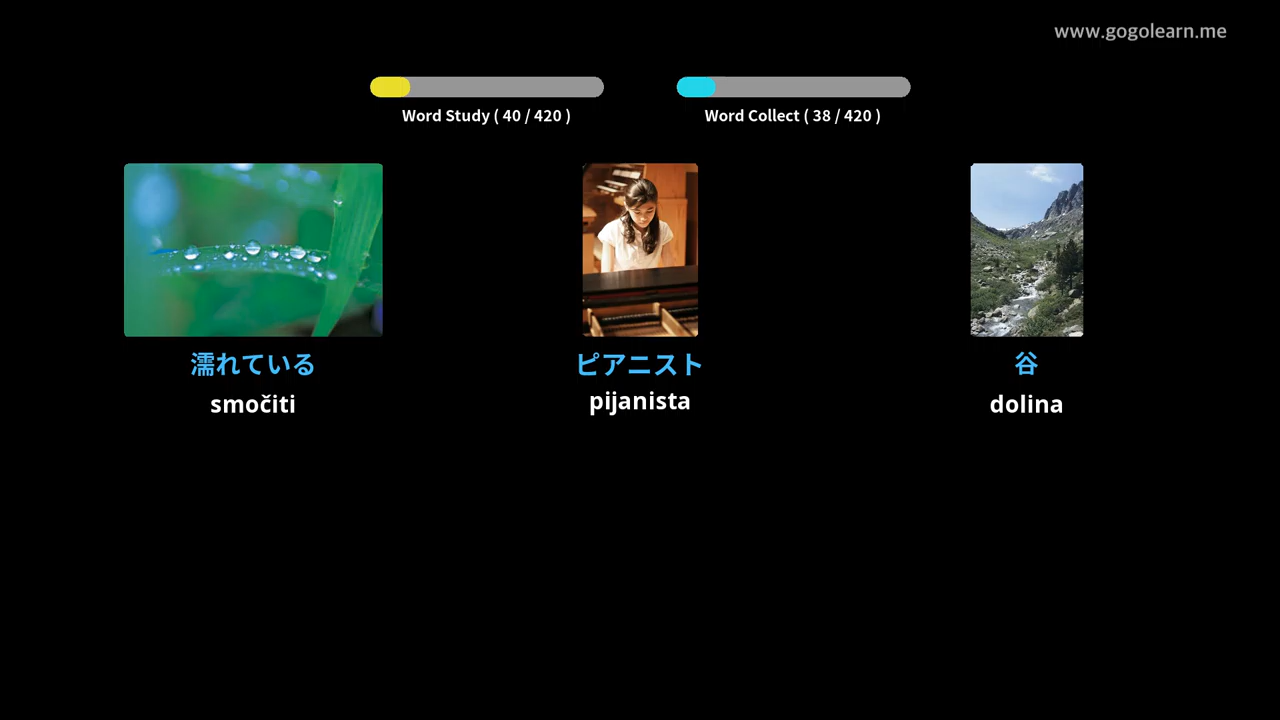 www.gogolearn.me
Word Study ( 40 / 420 )
Word Collect ( 38 / 420 )
濡れている
ピアニスト
谷
smočiti
pijanista
dolina